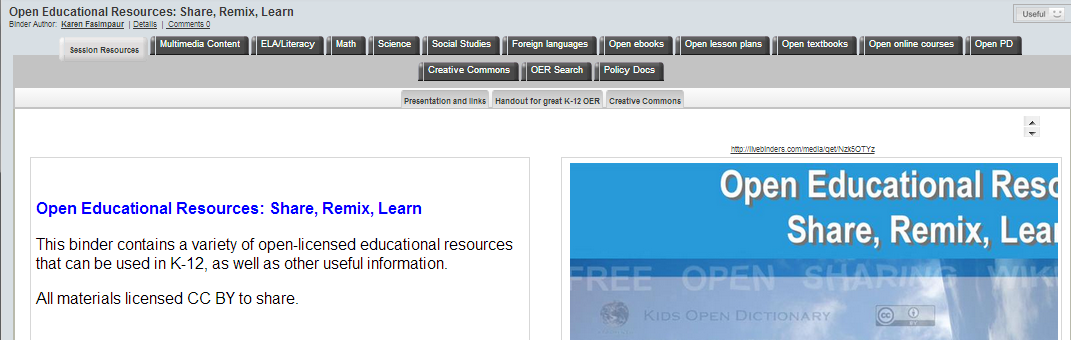 Open Educational Resources: Share, Remix, Learn
Binder Author: Karen Fasimpaur | Details | Comments 0
Useful
Session Resources Multimedia Content ELA/Literacy Math Science Social Studies Foreign languages Open ebooks Open lesson plans Open textbooks Open online courses Open PD
Creative Commons OER Search Policy Docs
Presentation and links Handout for great K-12 OER Creative Commons
http://livebinders.com/media/get/Nzk5OTYz
Open Educational Resources: Share, Remix, Learn
This binder contains a variety of open-licensed educational resources
that can be used in K-12, as well as other useful information.
All materials licensed CC BY to share.
Open Educational Reso
Share, Remix, Lear
FREE OPEN SHARING WIKI
KIDS OPEN DICTIONARY
cc BY